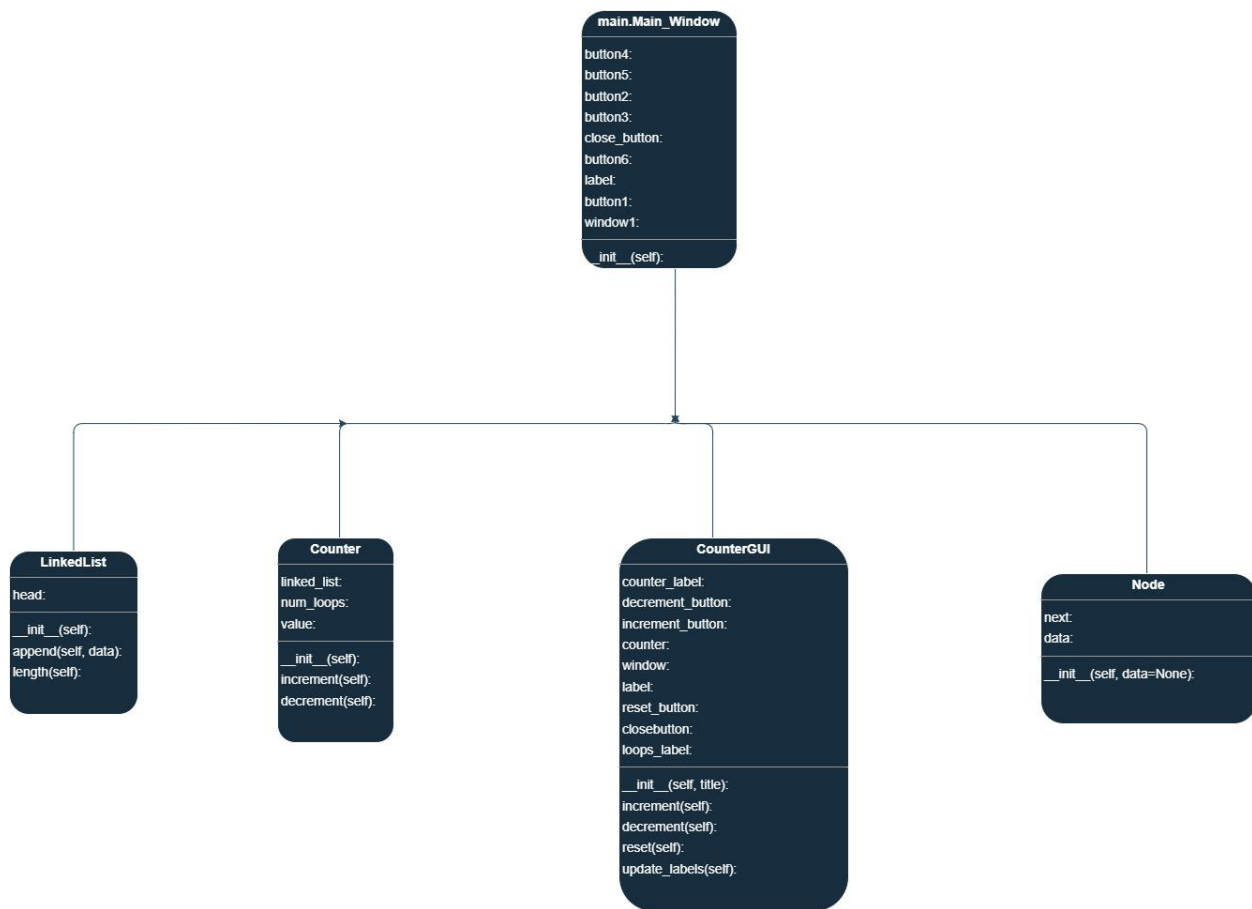 main.Main_Window
button4:
button5:
button2:
button3:
close_button:
button6:
label:
button1:
window1:
__init__(self):
LinkedList
head:
__init__(self):
append(self, data):
length(self):
Counter
linked_list:
num_loops:
value:
__init__(self):
increment(self):
decrement(self):
CounterGUI
counter_label:
decrement_button:
increment_button:
counter:
window:
label:
reset_button:
closebutton:
loops_label:
__init__(self, title):
increment(self):
decrement(self):
reset(self):
update_labels(self):
Node
next:
data:
__init__(self, data=None):